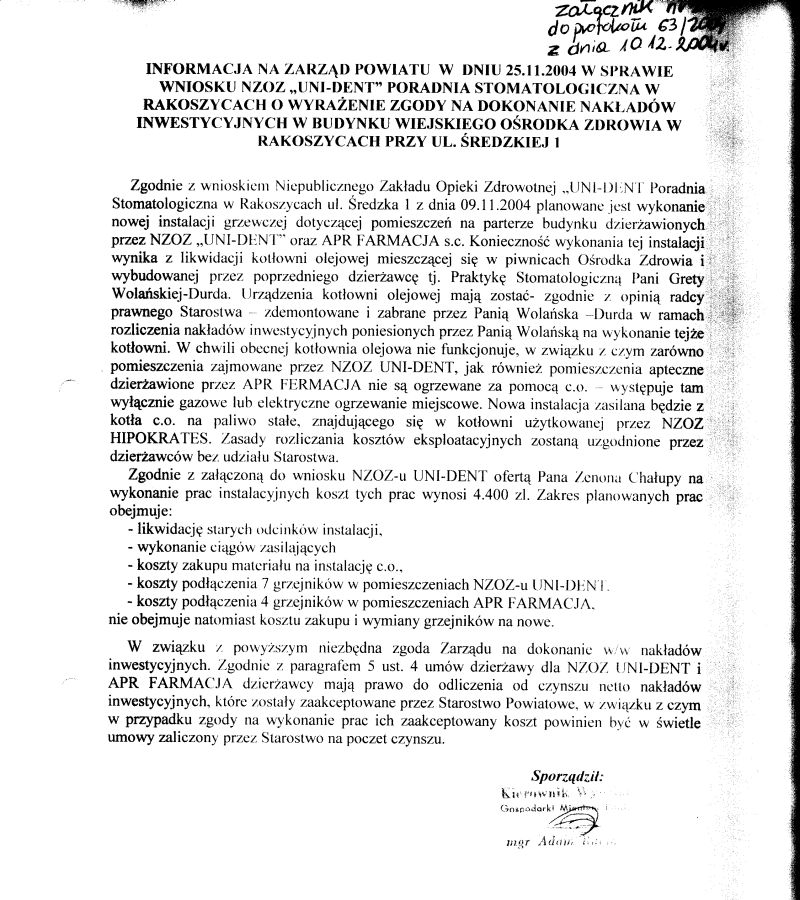 załącznik
do protokołu 63/2004
z dnia 10.12.2004r.
INFORMACJA NA ZARZĄD POWIATU W DNIU 25.11.2004 W SPRAWIE
WNIOSKU NZOZ „UNI-DENT” PORADNIA STOMATOLOGICZNA W
RAKOSZYCACH O WYRAŻENIE ZGODY NA DOKONANIE NAKŁADÓW
INWESTYCYJNYCH W BUDYNKU WIEJSKIEGO OŚRODKA ZDROWIA W
RAKOSZYCACH PRZY UL. ŚREDZKIEJ 1
Zgodnie z wnioskiem Niepublicznego Zakładu Opieki Zdrowotnej „UNI-DENT Poradnia
Stomatologiczna w Rakoszycach ul. Średzka 1 z dnia 09.11.2004 planowane jest wykonanie
nowej instalacji grzewczej dotyczącej pomieszczeń na parterze budynku dzierżawionych
przez NZOZ „UNI-DENT” oraz APR FARMACJA s.c. Konieczność wykonania tej instalacji
wynika z likwidacji kotłowni olejowej mieszczącej się w piwnicach Ośrodka Zdrowia i
wybudowanej przez poprzedniego dzierżawcę tj. Praktykę Stomatologiczną Pani Grety
Wolańskiej-Durda. Urządzenia kotłowni olejowej mają zostać- zgodnie z opinią radcy
prawnego Starostwa – zdemontowane i zabrane przez Panią Wolańska –Durda w ramach
rozliczenia nakładów inwestycyjnych poniesionych przez Panią Wolańską na wykonanie tejże
kotłowni. W chwili obecnej kotłownia olejowa nie funkcjonuje, w związku z czym zarówno
pomieszczenia zajmowane przez NZOZ UNI-DENT, jak również pomieszczenia apteczne
dzierżawione przez APR FERMACJA nie są ogrzewane za pomocą c.o. – występuje tam
wyłącznie gazowe lub elektryczne ogrzewanie miejscowe. Nowa instalacja zasilana będzie z
kotła c.o. na paliwo stałe, znajdującego się w kotłowni użytkowanej przez NZOZ
HIPOKRATES. Zasady rozliczania kosztów eksploatacyjnych zostaną uzgodnione przez
dzierżawców bez udziału Starostwa.
Zgodnie z załączoną do wniosku NZOZ-u UNI-DENT ofertą Pana Zenona Chałupy na
wykonanie prac instalacyjnych koszt tych prac wynosi 4.400 zl. Zakres planowanych prac
obejmuje:
- likwidację starych odcinków instalacji,
- wykonanie ciągów zasilających
- koszty zakupu materiału na instalację c.o.,
- koszty podłączenia 7 grzejników w pomieszczeniach NZOZ-u UNI-DENT.
- koszty podłączenia 4 grzejników w pomieszczeniach APR FARMACJA,
nie obejmuje natomiast kosztu zakupu i wymiany grzejników na nowe.
W związku z powyższym niezbędna zgoda Zarządu na dokonanie w/w nakładów
inwestycyjnych. Zgodnie z paragrafem 5 ust. 4 umów dzierżawy dla NZOZ UNI-DENT i
APR FARMACJA dzierżawcy mają prawo do odliczenia od czynszu netto nakładów
inwestycyjnych, które zostały zaakceptowane przez Starostwo Powiatowe, w związku z czym
w przypadku zgody na wykonanie prac ich zaakceptowany koszt powinien być w świetle
umowy zaliczony przez Starostwo na poczet czynszu.
Sporządził:
Kierownik
Gospodarki
mgr Adam